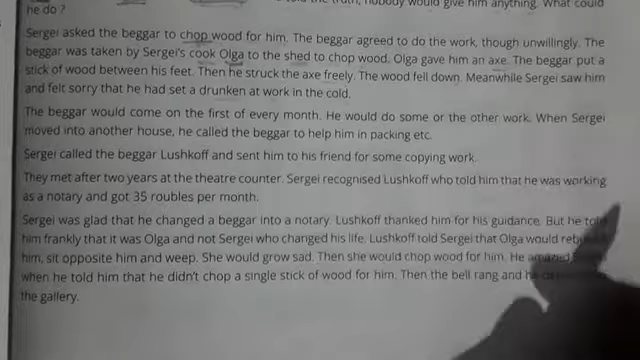 the truth, nobody would give him anything. What could
he do ?
Sergei asked the beggar to chop wood for him. The beggar agreed to do the work, though unwillingly. The
beggar was taken by Sergei's cook Olga to the shed to chop wood. Olga gave him an axe. The beggar put a
stick of wood between his feet. Then he struck the axe freely. The wood fell down. Meanwhile Sergei saw him
and felt sorry that he had set a drunken at work in the cold.
The beggar would come on the first of every month. He would do some or the other work. When Sergei
moved into another house, he called the beggar to help him in packing etc.
Sergei called the beggar Lushkoff and sent him to his friend for some copying work.
They met after two years at the theatre counter. Sergei recognised Lushkoff who told him that he was working
as a notary and got 35 roubles per month.
Sergei was glad that he changed a beggar into a notary. Lushkoff thanked him for his guidance. But he told
him frankly that it was Olga and not Sergei who changed his life. Lushkoff told Sergei that Olga would
him, sit opposite him and weep. She would grow sad. Then she would chop wood for him. He amazed
when he told him that he didn't chop a single stick of wood for him. Then the bell rang and he
the gallery.